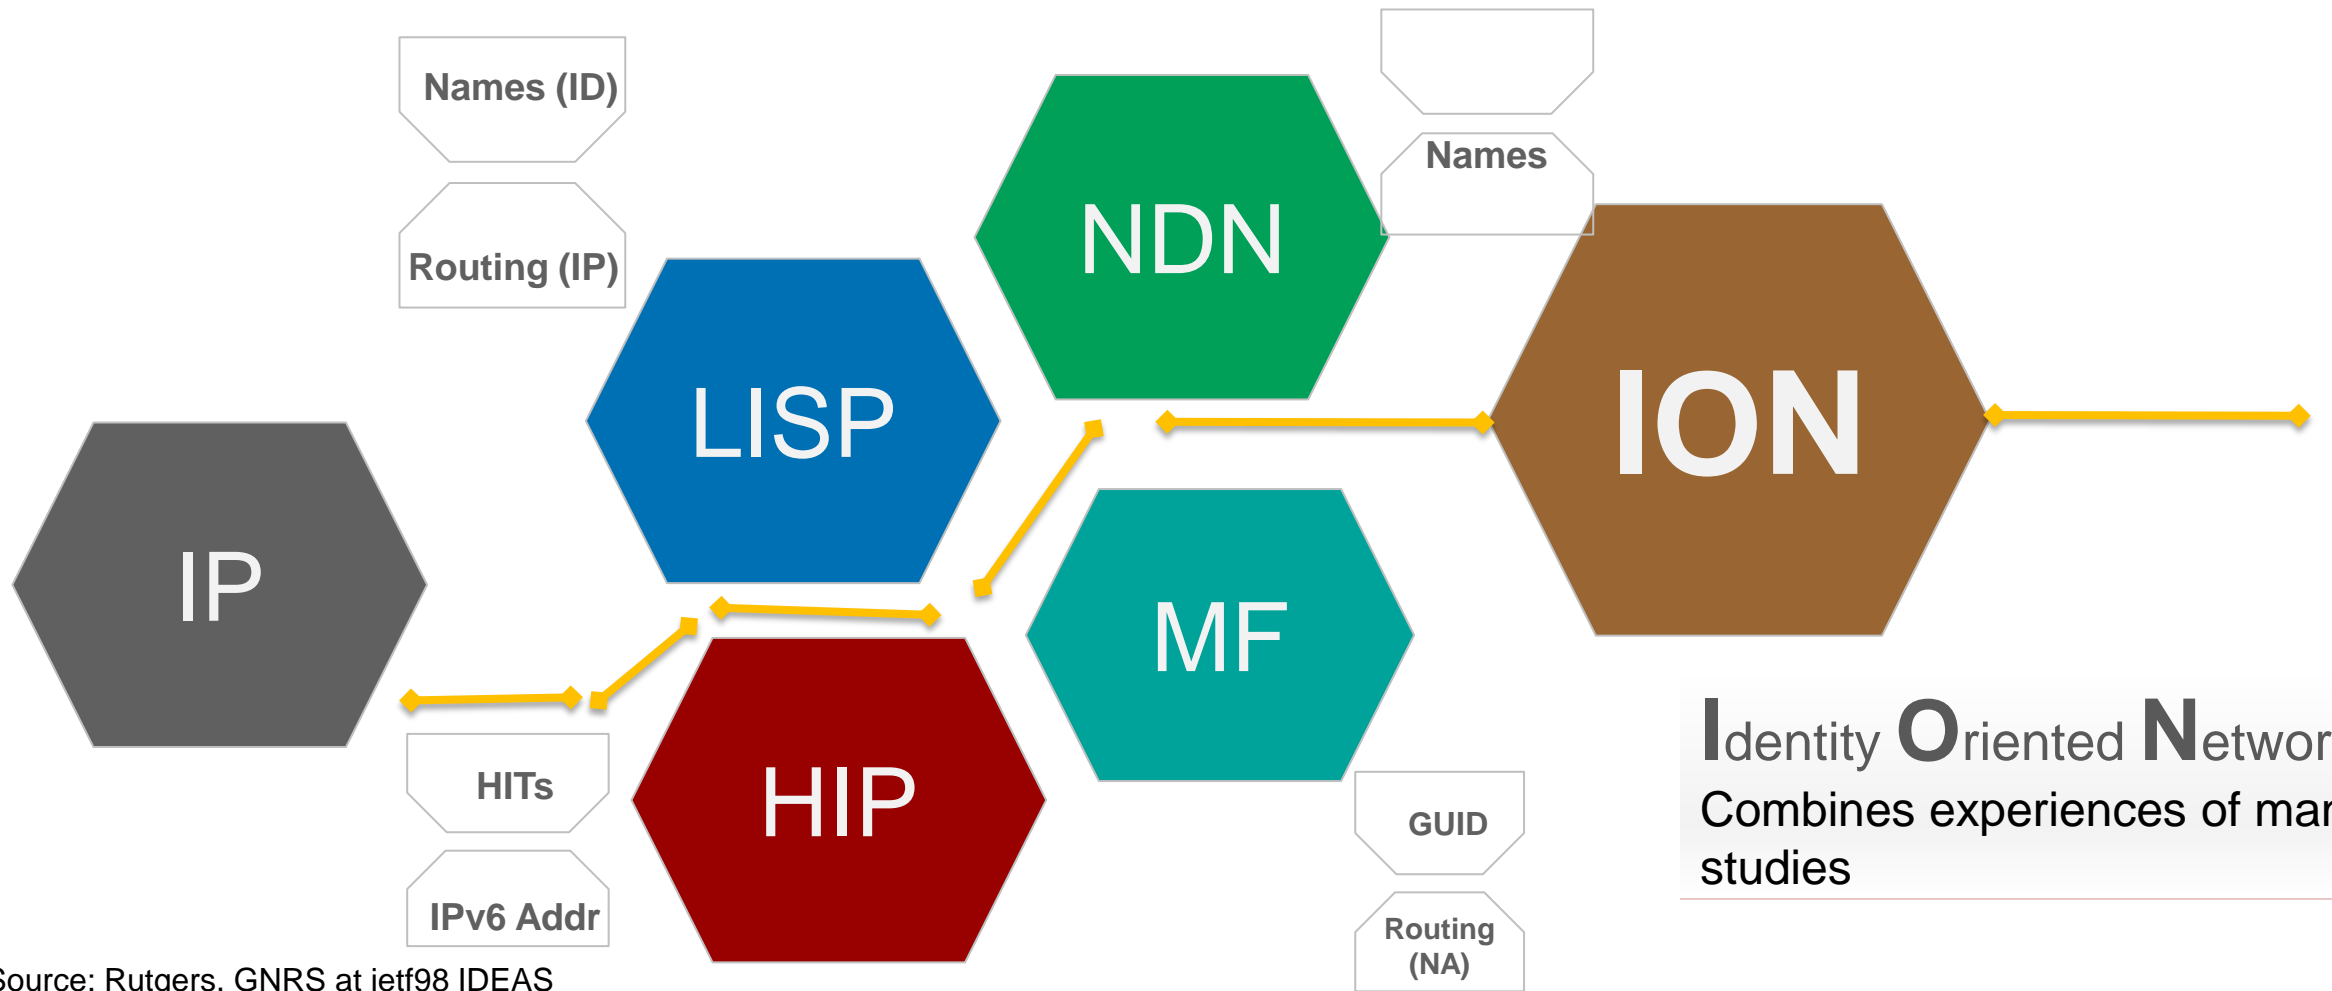 Names (ID)
Routing (IP)
Names
NDN
LISP
ION
IP
MF
HIP
HITs
IPv6 Addr
GUID
Routing
(NA)
Identity Oriented Networ
Combines experiences of mar
studies
Source: Rutgers, GNRS at ietf98 IDEAS